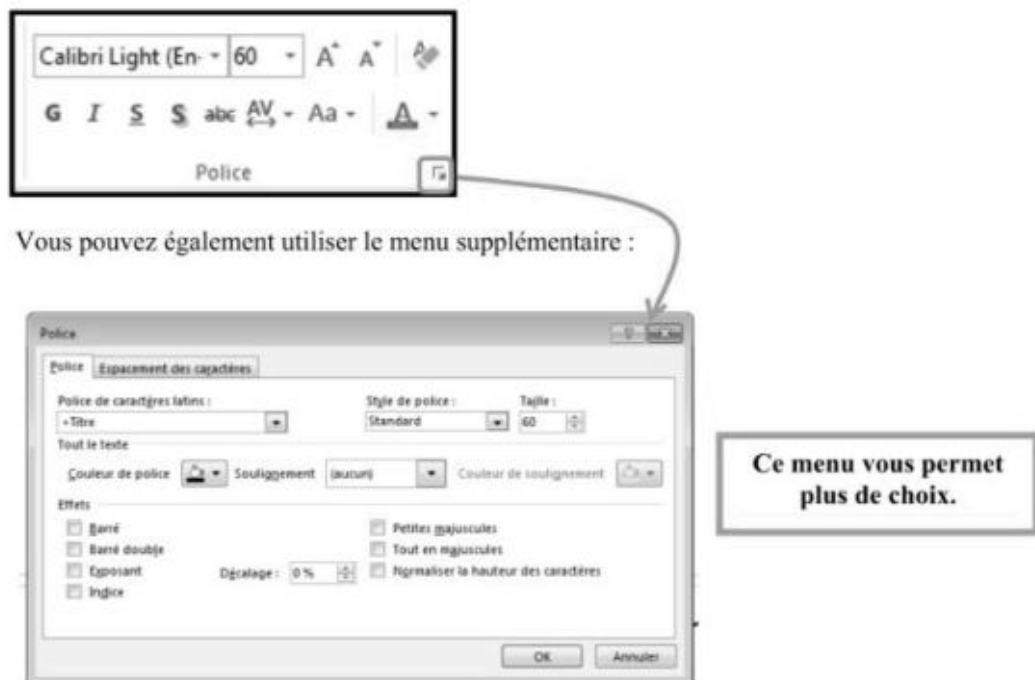 Calibri Light (En- 60 A A A
G I S S abc AV Aa A
Police
Vous pouvez également utiliser le menu supplémentaire :
Police
Police Espacement des caractères
Police de caractères latins : Style de police : Taille :
+Titre Standard 60
Tout le texte
Couleur de police Soulignement (aucun) Couleur de soulignement
Effets
Barré Petites majuscules
Barré double Tout en majuscules
Exposant Décalage : 0 % Normaliser la hauteur des caractères
Indice
OK Annuler
Ce menu vous permet
plus de choix.